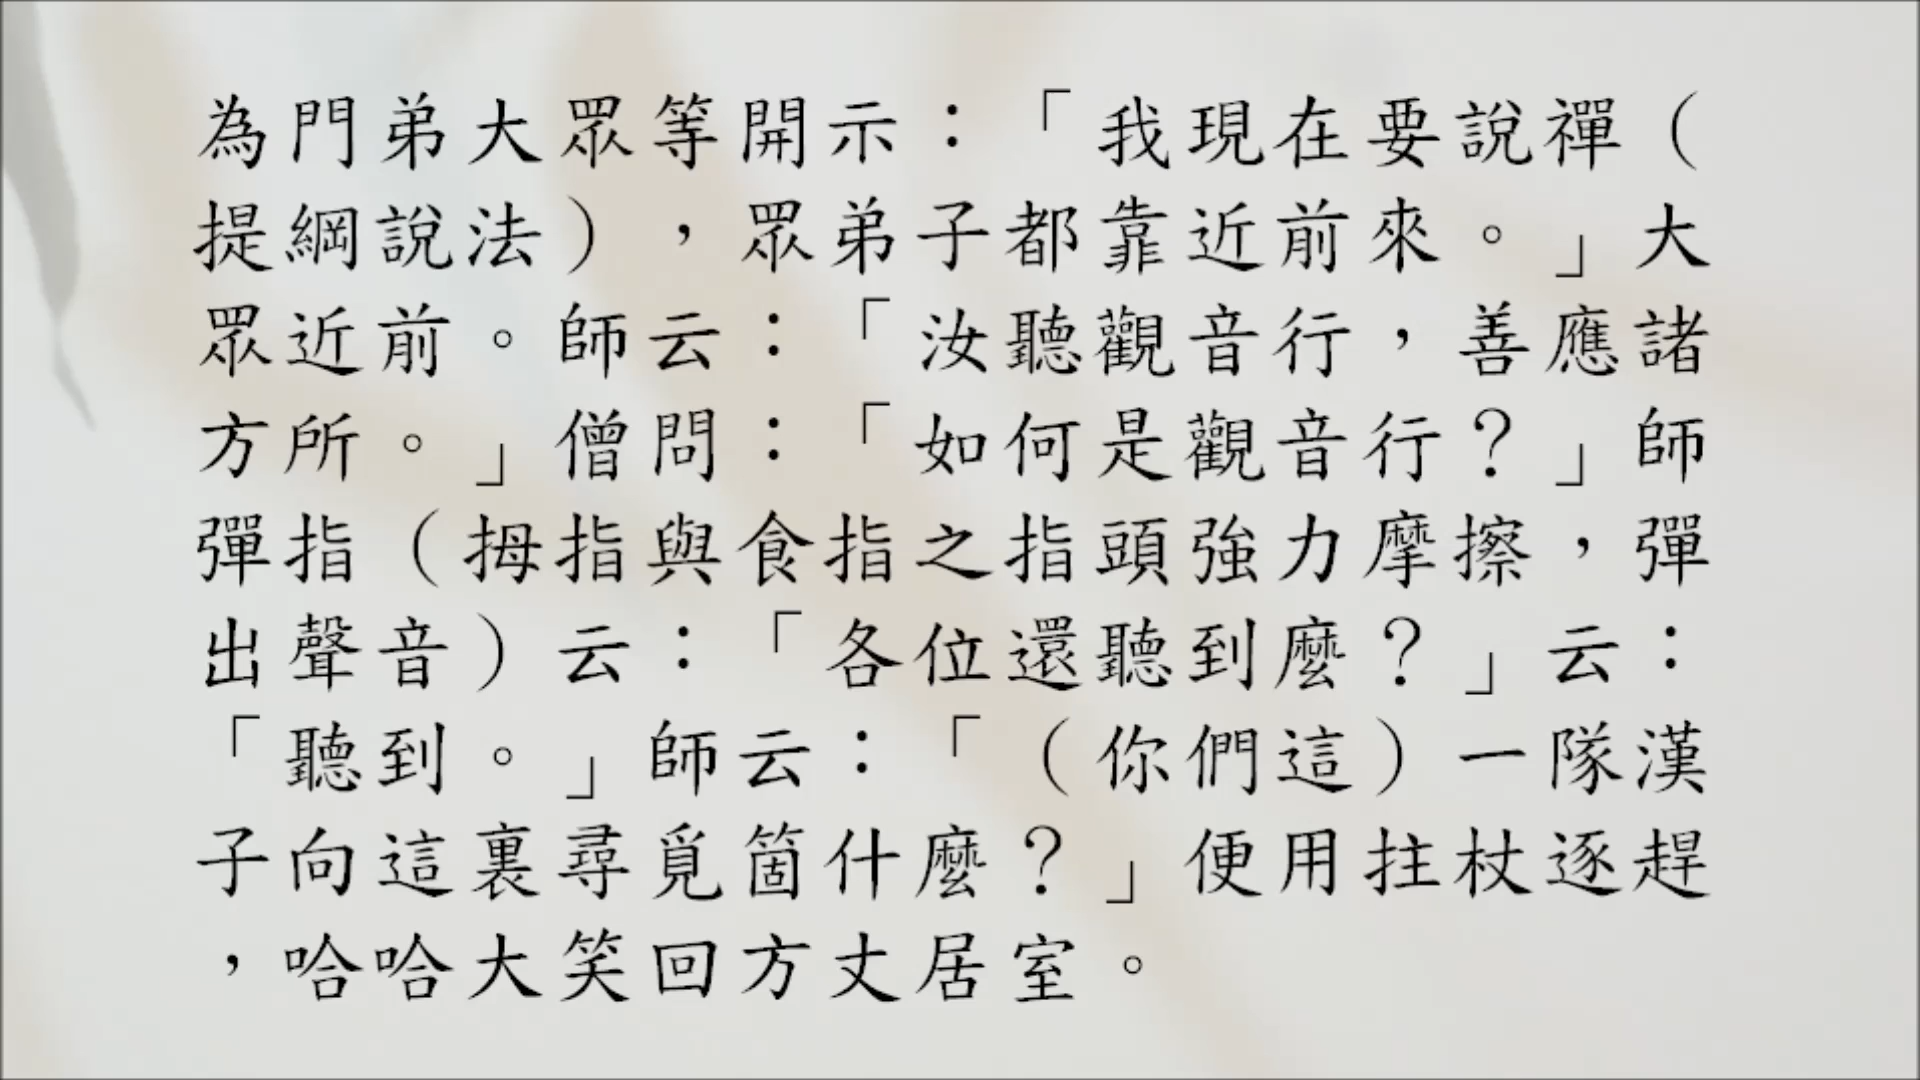 為門弟大眾等開示：「我現在要說禪（
提綱說法），眾弟子都靠近前來。」大
眾近前。師云：「汝聽觀音行，善應諸
方所。」僧問：「如何是觀音行？」師
彈指（拇指與食指之指頭強力摩擦，彈
出聲音）云：「各位還聽到麼？」云：
「聽到。」師云：「（你們這）一隊漢
子向這裏尋覓箇什麼？」便用拄杖逐趕
，哈哈大笑回方丈居室。